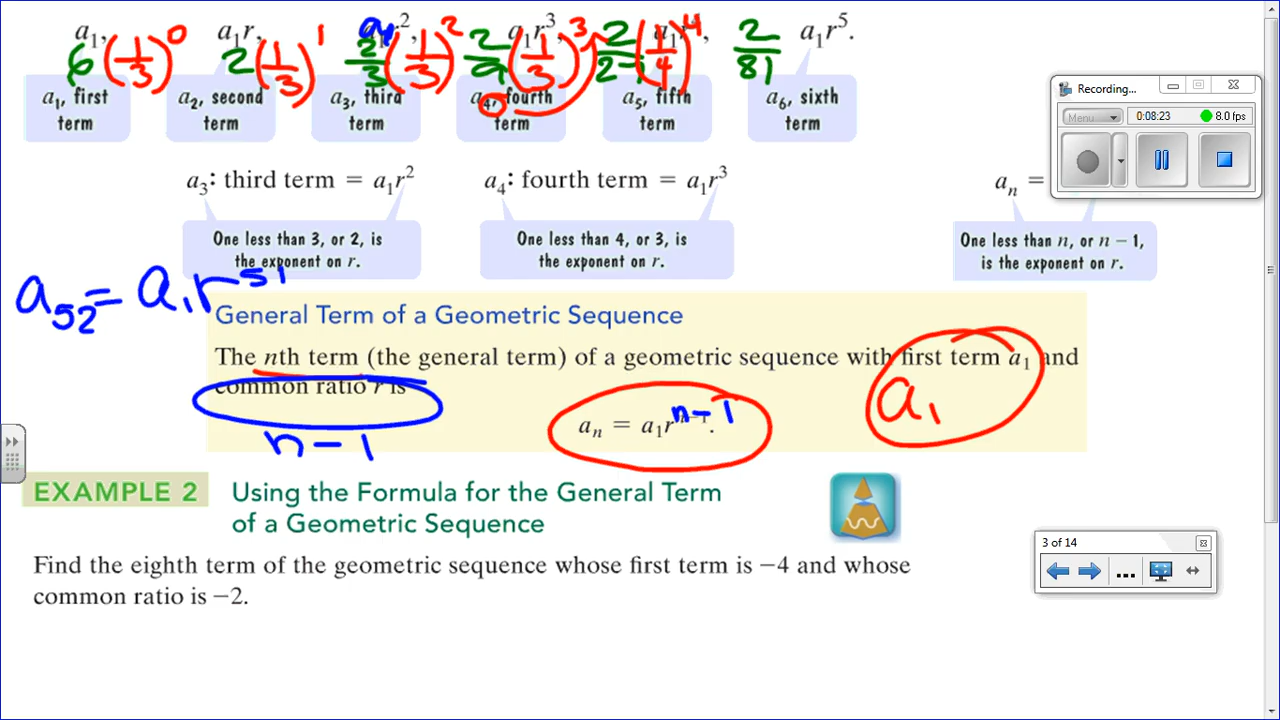 a₁, a₁r, r², a₁r³, a₁r⁵.
6 (1/3)⁰ 2 (1/3)¹ 2/3 (1/3)² 2/9 (1/3)³ (1/4)⁴ 2/81
a₁, first term
a₂, second term
a₃, third term
a₄, fourth term
a₅, fifth term
a₆, sixth term
a₃: third term = a₁r²
a₄: fourth term = a₁r³
aₙ =
One less than 3, or 2, is
the exponent on r.
One less than 4, or 3, is
the exponent on r.
One less than n, or n − 1,
is the exponent on r.
a₅₂ = a₁r⁵¹
General Term of a Geometric Sequence
The nth term (the general term) of a geometric sequence with first term a₁ and
common ratio r is
a₁
aₙ = a₁rⁿ⁻¹.
n − 1
EXAMPLE 2 Using the Formula for the General Term
of a Geometric Sequence
Find the eighth term of the geometric sequence whose first term is −4 and whose
common ratio is −2.
Recording...
Menu
0:08:23
8.0 fps
3 of 14
...